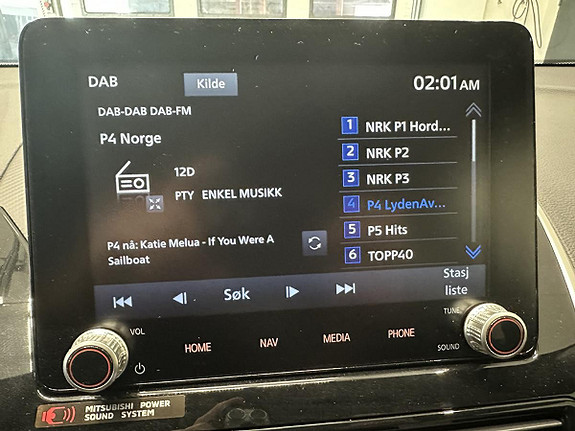 DAB
Kilde
02:01 AM
DAB-DAB DAB-FM
P4 Norge
12D
PTY ENKEL MUSIKK
P4 nå: Katie Melua - If You Were A
Sailboat
1 NRK P1 Hord...
2 NRK P2
3 NRK P3
4 P4 LydenAv...
5 P5 Hits
6 TOPP40
Søk
Stasj
liste
VOL
HOME
NAV
MEDIA
PHONE
TUNE
SOUND
MITSUBISHI POWER
SOUND SYSTEM